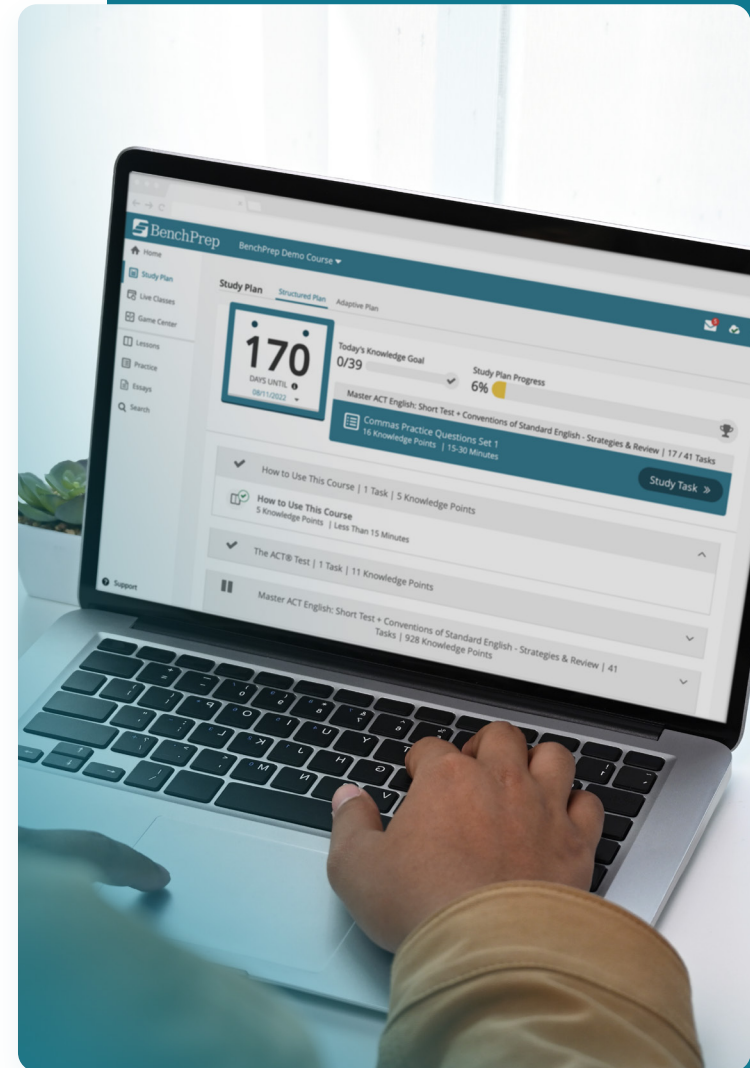 BenchPrep
BenchPrep Demo Course
Home
Study Plan
Live Classes
Game Center
Lessons
Practice
Essays
Search
Support
Study Plan
Structured Plan
Adaptive Plan
170
DAYS UNTIL
08/11/2022
Today's Knowledge Goal
0/39
Study Plan Progress
6%
Master ACT English: Short Test + Conventions of Standard English - Strategies & Review | 17 / 41 Tasks
Commas Practice Questions Set 1
16 Knowledge Points | 15-30 Minutes
Study Task
How to Use This Course | 1 Task | 5 Knowledge Points
How to Use This Course
5 Knowledge Points | Less Than 15 Minutes
The ACT® Test | 1 Task | 11 Knowledge Points
Master ACT English: Short Test + Conventions of Standard English - Strategies & Review | 41
Tasks | 928 Knowledge Points